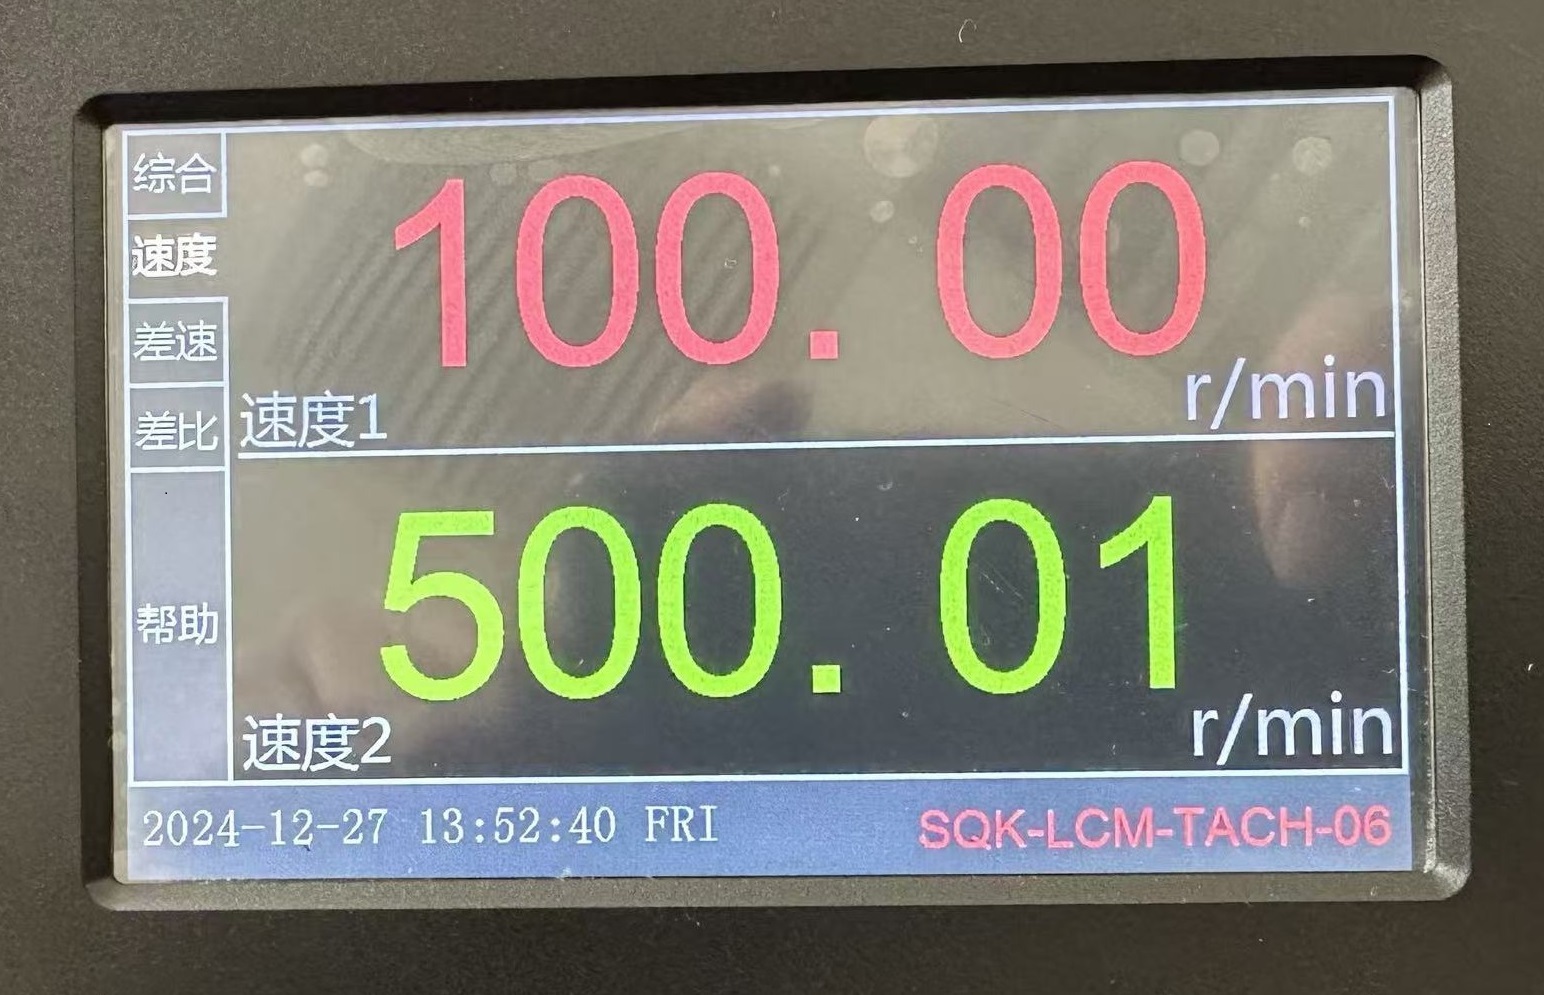 综合
速度
差速
差比
帮助
100.00
速度1 r/min
500.01
速度2 r/min
2024-12-27 13:52:40 FRI SQK-LCM-TACH-06